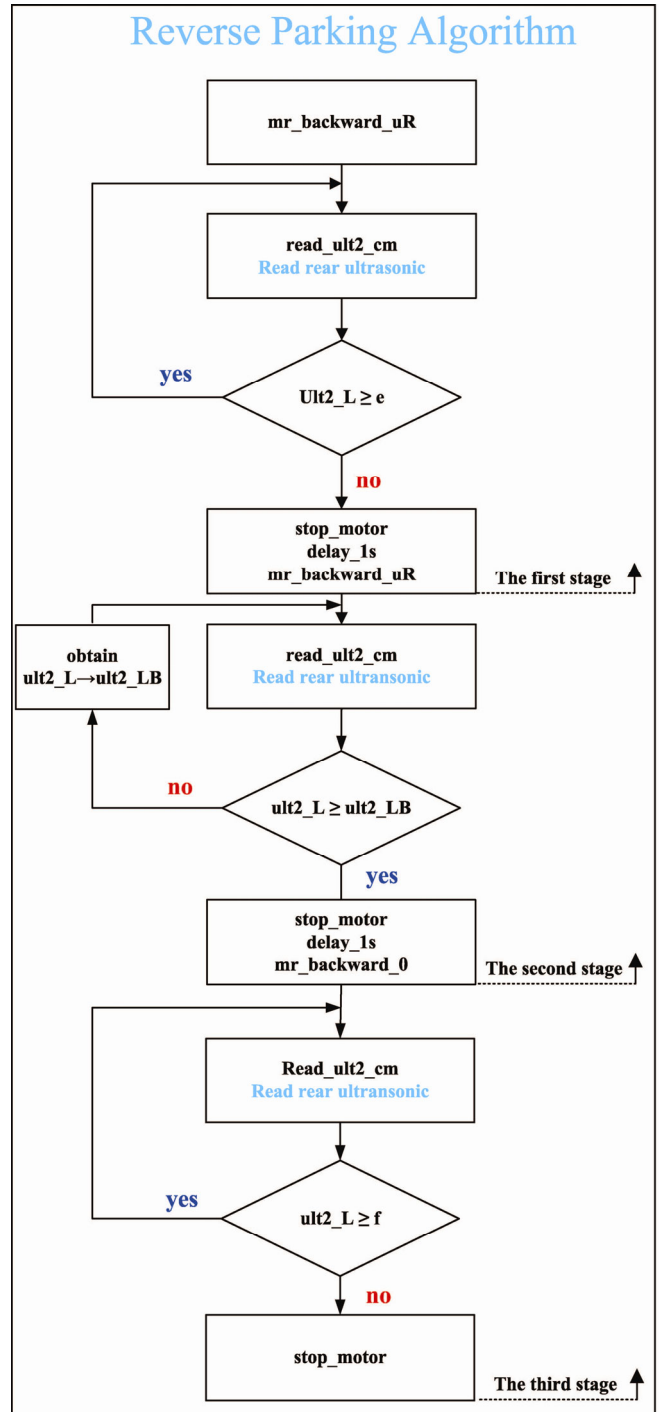 Reverse Parking Algorithm
mr_backward_uR
read_ult2_cm
Read rear ultrasonic
yes
Ult2_L ≥ e
no
stop_motor
delay_1s
mr_backward_uR
The first stage
obtain
ult2_L→ult2_LB
read_ult2_cm
Read rear ultransonic
no
ult2_L ≥ ult2_LB
yes
stop_motor
delay_1s
mr_backward_0
The second stage
Read_ult2_cm
Read rear ultransonic
yes
ult2_L ≥ f
no
stop_motor
The third stage